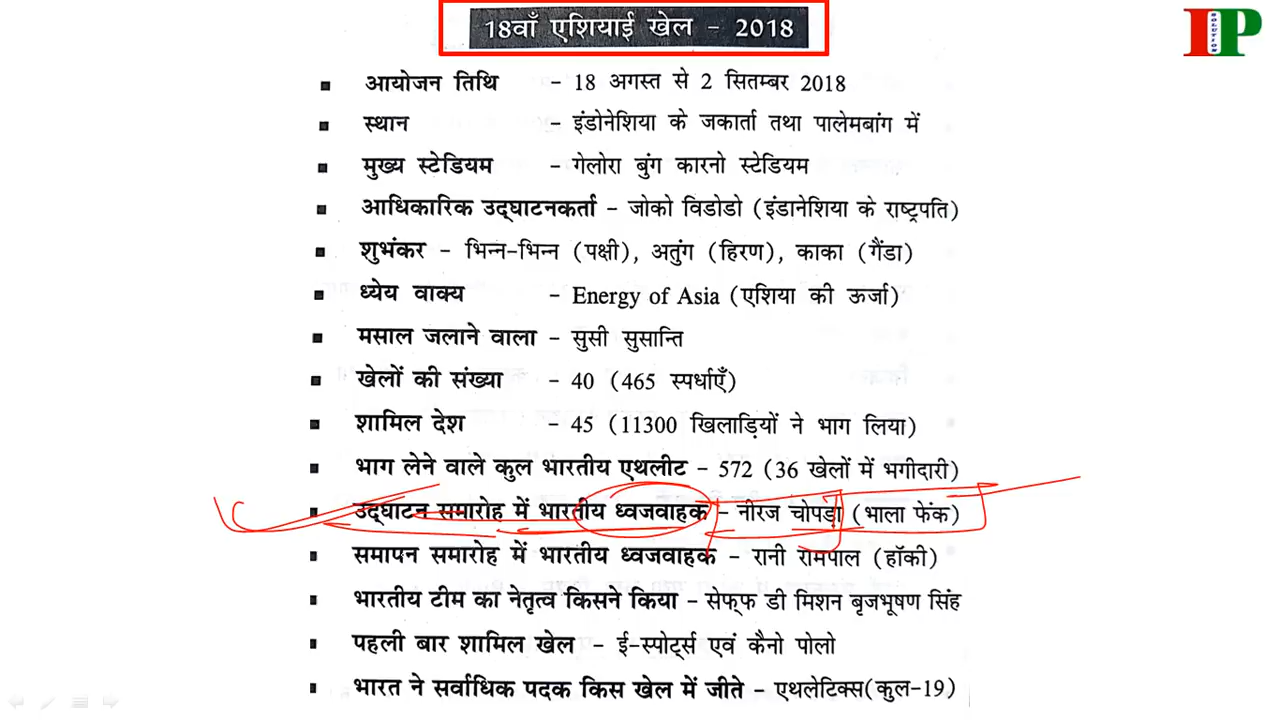 18वाँ एशियाई खेल - 2018
IP
SOLUTION
▪ आयोजन तिथि - 18 अगस्त से 2 सितम्बर 2018
▪ स्थान - इंडोनेशिया के जकार्ता तथा पालेमबांग में
▪ मुख्य स्टेडियम - गेलोरा बुंग कारनो स्टेडियम
▪ आधिकारिक उद्घाटनकर्ता - जोको विडोडो (इंडानेशिया के राष्ट्रपति)
▪ शुभंकर - भिन्न-भिन्न (पक्षी), अतुंग (हिरण), काका (गैंडा)
▪ ध्येय वाक्य - Energy of Asia (एशिया की ऊर्जा)
▪ मसाल जलाने वाला - सुसी सुसान्ति
▪ खेलों की संख्या - 40 (465 स्पर्धाएँ)
▪ शामिल देश - 45 (11300 खिलाड़ियों ने भाग लिया)
▪ भाग लेने वाले कुल भारतीय एथलीट - 572 (36 खेलों में भगीदारी)
▪ उद्घाटन समारोह में भारतीय ध्वजवाहक - नीरज चोपड़ा (भाला फेंक)
▪ समापन समारोह में भारतीय ध्वजवाहक - रानी रामपाल (हॉकी)
▪ भारतीय टीम का नेतृत्व किसने किया - सेफ्फ डी मिशन बृजभूषण सिंह
▪ पहली बार शामिल खेल - ई-स्पोर्ट्स एवं कैनो पोलो
▪ भारत ने सर्वाधिक पदक किस खेल में जीते - एथलेटिक्स(कुल-19)